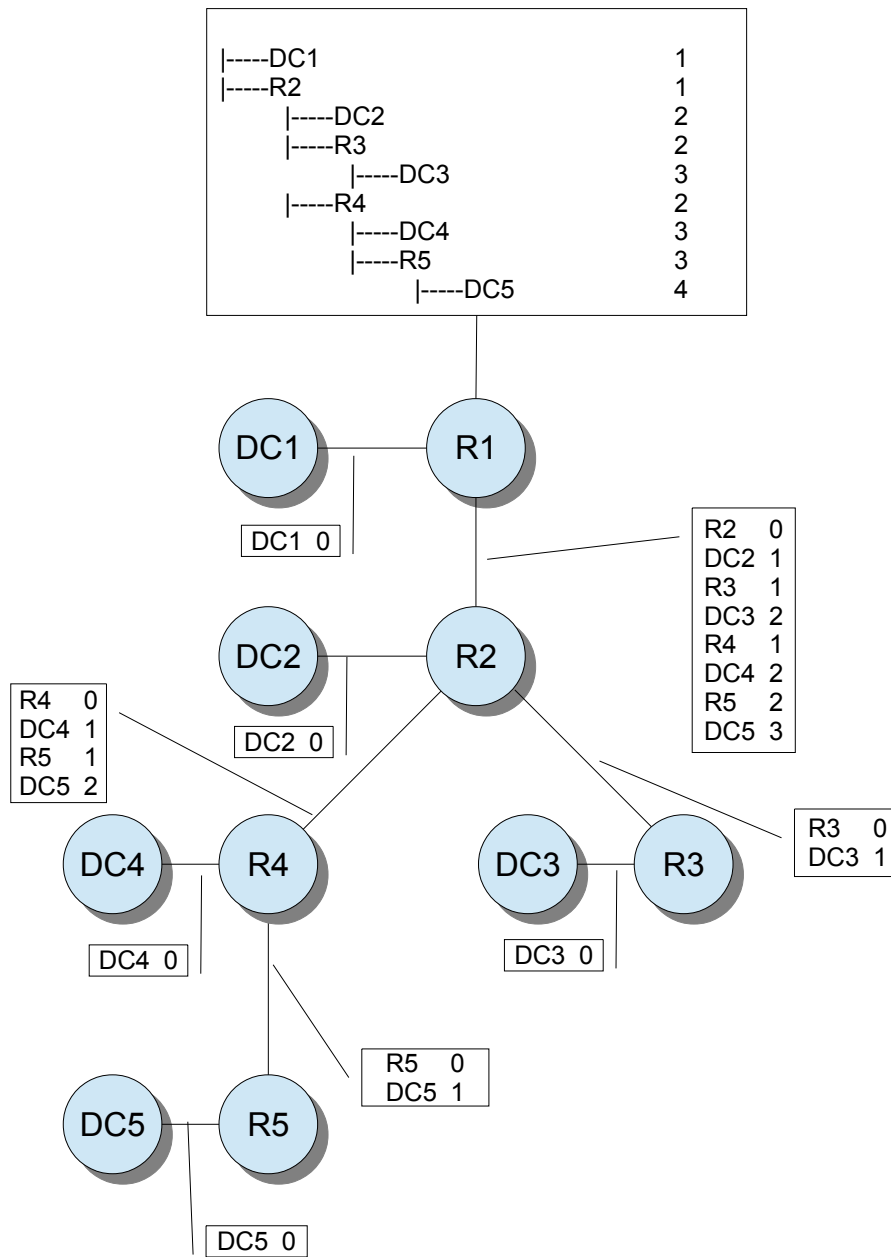 |-----DC1 1
|-----R2 1
|-----DC2 2
|-----R3 2
|-----DC3 3
|-----R4 2
|-----DC4 3
|-----R5 3
|-----DC5 4
DC1
R1
DC1 0
R2 0
DC2 1
R3 1
DC3 2
R4 1
DC4 2
R5 2
DC5 3
DC2
R2
DC2 0
R4 0
DC4 1
R5 1
DC5 2
R3 0
DC3 1
DC4
R4
DC3
R3
DC4 0
DC3 0
R5 0
DC5 1
DC5
R5
DC5 0